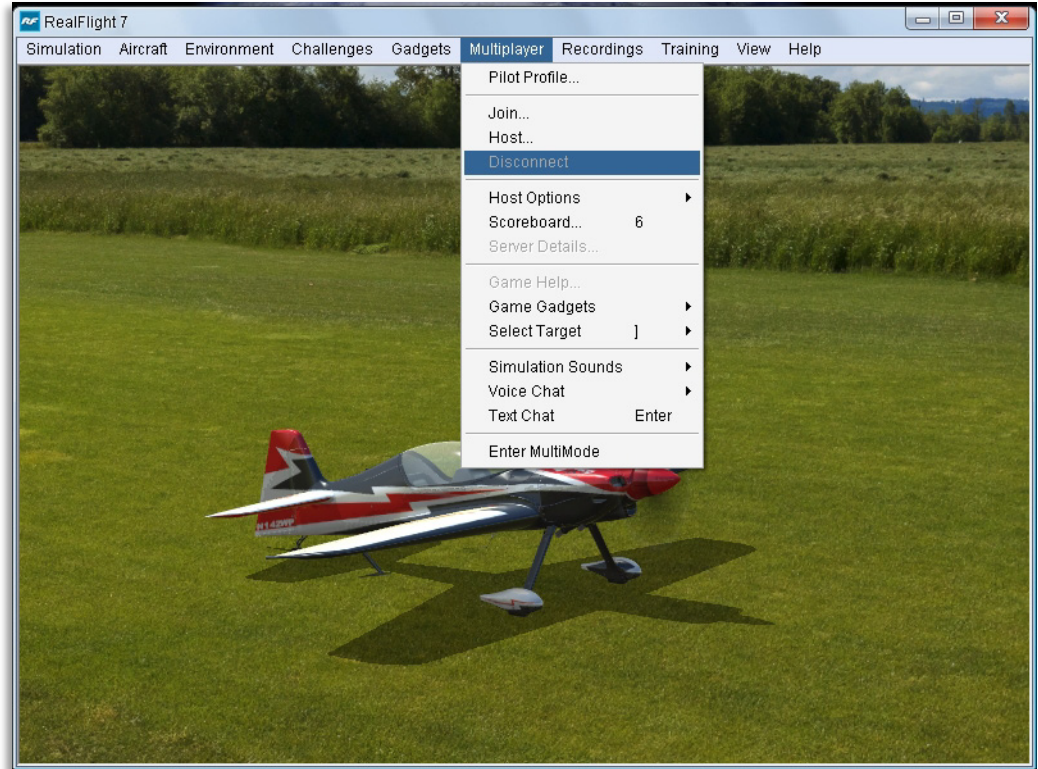 RealFlight 7
Simulation Aircraft Environment Challenges Gadgets Multiplayer Recordings Training View Help
Pilot Profile...
Join...
Host...
Disconnect
Host Options
Scoreboard... 6
Server Details...
Game Help...
Game Gadgets
Select Target ]
Simulation Sounds
Voice Chat
Text Chat Enter
Enter MultiMode